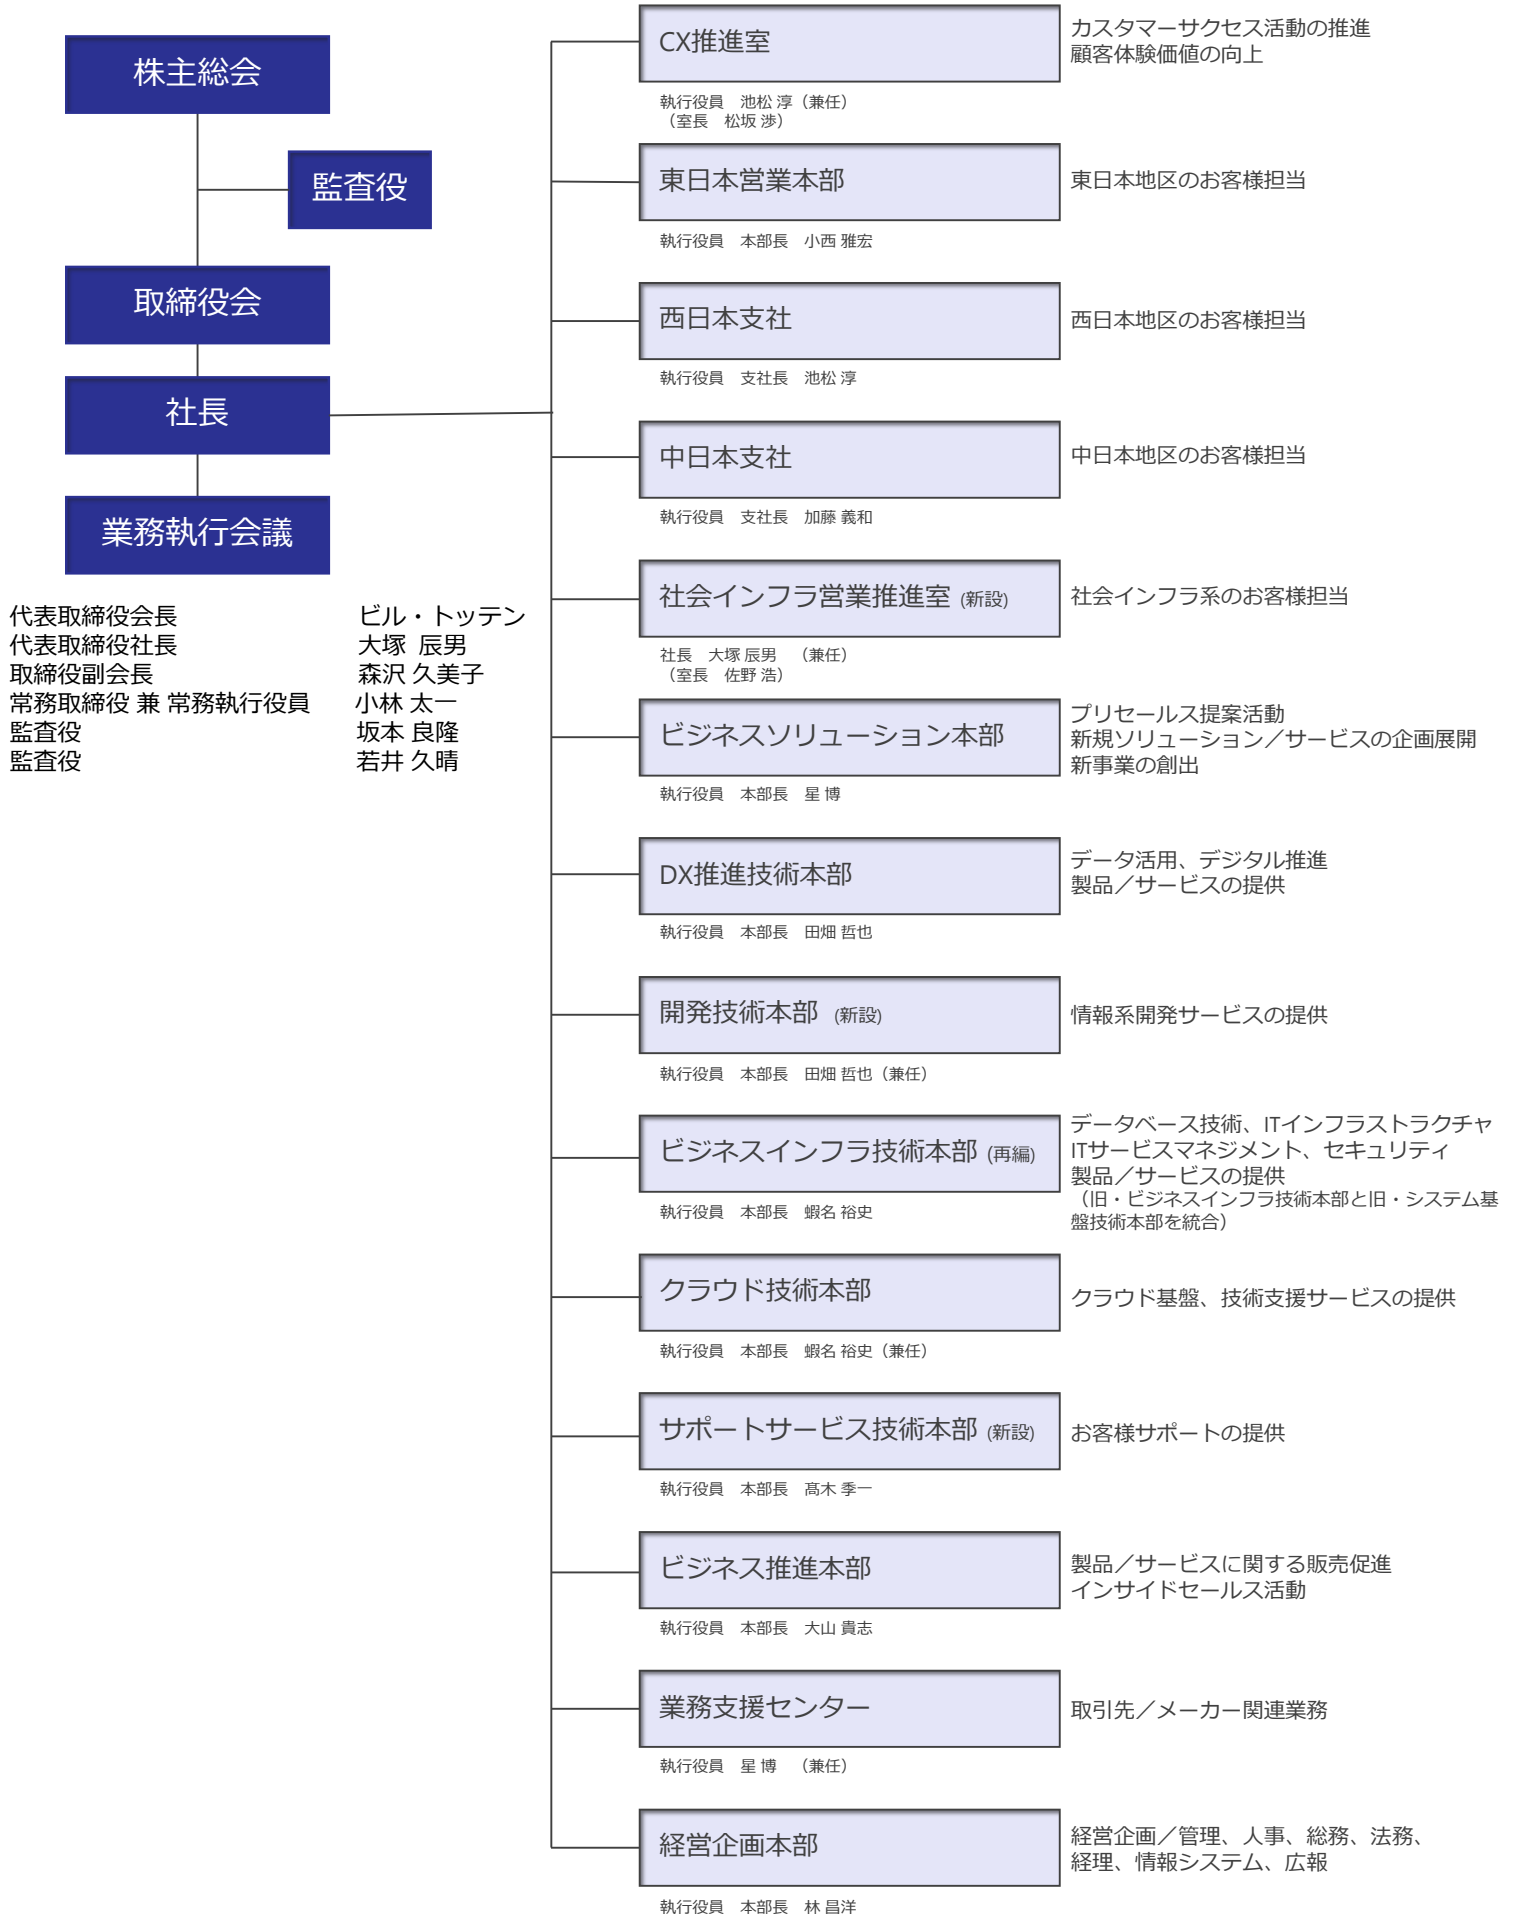 株主総会
監査役
取締役会
社長
業務執行会議
代表取締役会長 ビル・トッテン
代表取締役社長 大塚 辰男
取締役副会長 森沢 久美子
常務取締役 兼 常務執行役員 小林 太一
監査役 坂本 良隆
監査役 若井 久晴
CX推進室
カスタマーサクセス活動の推進
顧客体験価値の向上
執行役員 池松 淳（兼任）
（室長 松坂 渉）
東日本営業本部
東日本地区のお客様担当
執行役員 本部長 小西 雅宏
西日本支社
西日本地区のお客様担当
執行役員 支社長 池松 淳
中日本支社
中日本地区のお客様担当
執行役員 支社長 加藤 義和
社会インフラ営業推進室 (新設)
社会インフラ系のお客様担当
社長 大塚 辰男 （兼任）
（室長 佐野 浩）
ビジネスソリューション本部
プリセールス提案活動
新規ソリューション／サービスの企画展開
新事業の創出
執行役員 本部長 星 博
DX推進技術本部
データ活用、デジタル推進
製品／サービスの提供
執行役員 本部長 田畑 哲也
開発技術本部 (新設)
情報系開発サービスの提供
執行役員 本部長 田畑 哲也（兼任）
ビジネスインフラ技術本部 (再編)
データベース技術、ITインフラストラクチャ
ITサービスマネジメント、セキュリティ
製品／サービスの提供
（旧・ビジネスインフラ技術本部と旧・システム基
盤技術本部を統合）
執行役員 本部長 蝦名 裕史
クラウド技術本部
クラウド基盤、技術支援サービスの提供
執行役員 本部長 蝦名 裕史（兼任）
サポートサービス技術本部 (新設)
お客様サポートの提供
執行役員 本部長 髙木 季一
ビジネス推進本部
製品／サービスに関する販売促進
インサイドセールス活動
執行役員 本部長 大山 貴志
業務支援センター
取引先／メーカー関連業務
執行役員 星 博 （兼任）
経営企画本部
経営企画／管理、人事、総務、法務、
経理、情報システム、広報
執行役員 本部長 林 昌洋